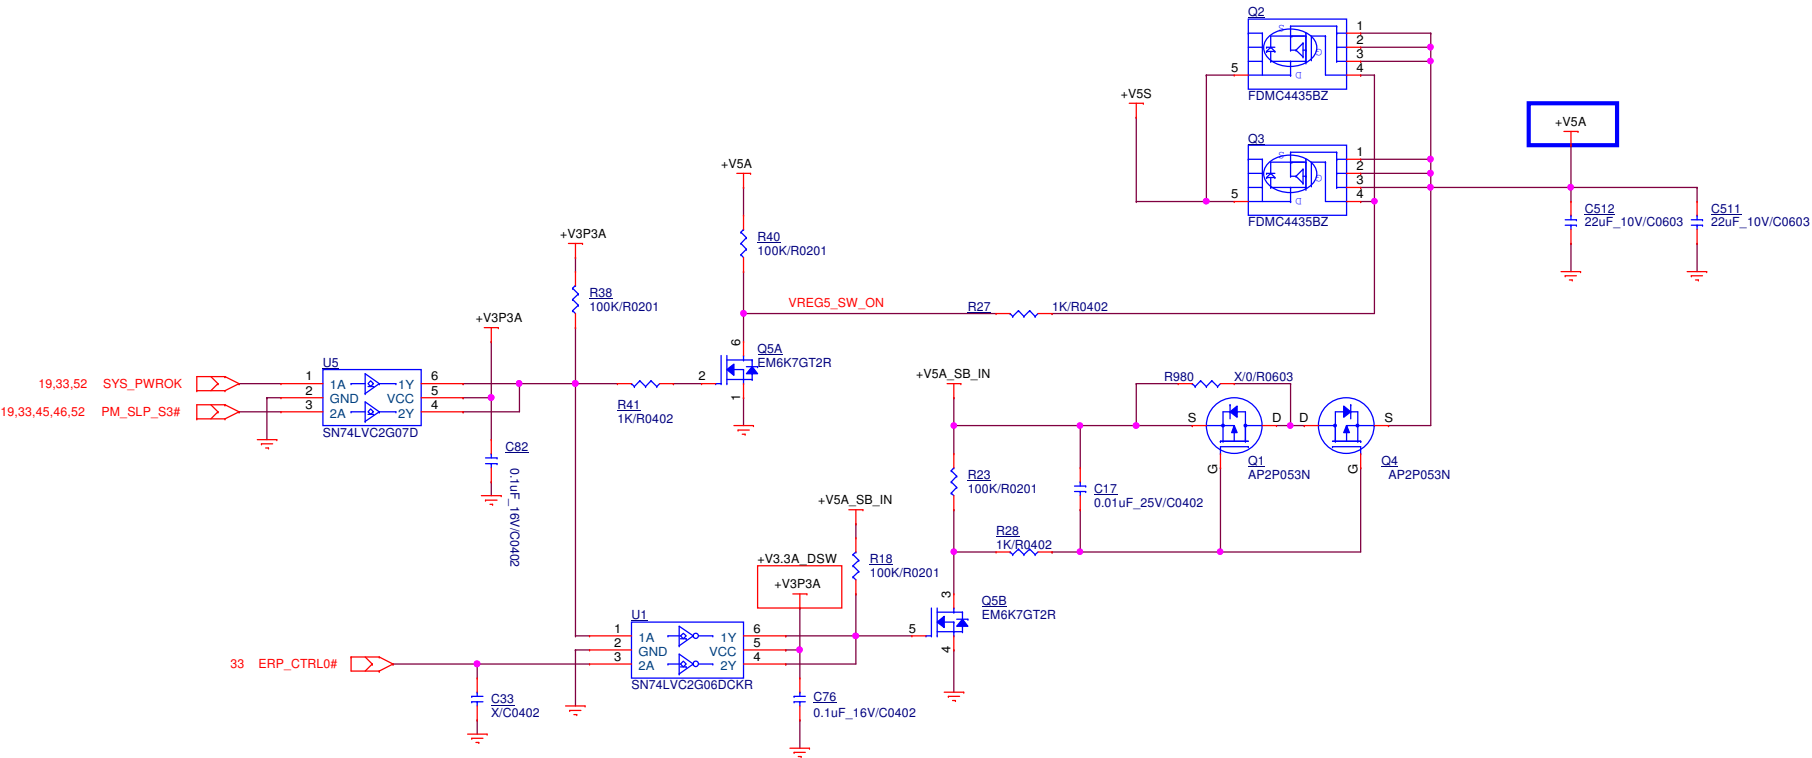 Q2
1
2
3
4
5
S
G
D
FDMC4435BZ
+V5S
Q3
1
2
3
4
5
S
G
D
FDMC4435BZ
+V5A
C512
22uF_10V/C0603
C511
22uF_10V/C0603
+V5A
R40
100K/R0201
+V3P3A
R38
100K/R0201
VREG5_SW_ON
R27
1K/R0402
+V3P3A
U5
19,33,52 SYS_PWROK
19,33,45,46,52 PM_SLP_S3#
1
2
3
1A
GND
2A
1Y
VCC
2Y
6
5
4
SN74LVC2G07D
C82
0.1uF_16V/C0402
R41
1K/R0402
2
6
1
Q5A
EM6K7GT2R
+V5A_SB_IN
R980
X/0/R0603
S
D
D
S
G
G
Q1
AP2P053N
Q4
AP2P053N
R23
100K/R0201
C17
0.01uF_25V/C0402
R28
1K/R0402
+V5A_SB_IN
R18
100K/R0201
+V3.3A_DSW
+V3P3A
3
5
4
Q5B
EM6K7GT2R
U1
33 ERP_CTRL0#
1
2
3
1A
GND
2A
1Y
VCC
2Y
6
5
4
SN74LVC2G06DCKR
C33
X/C0402
C76
0.1uF_16V/C0402